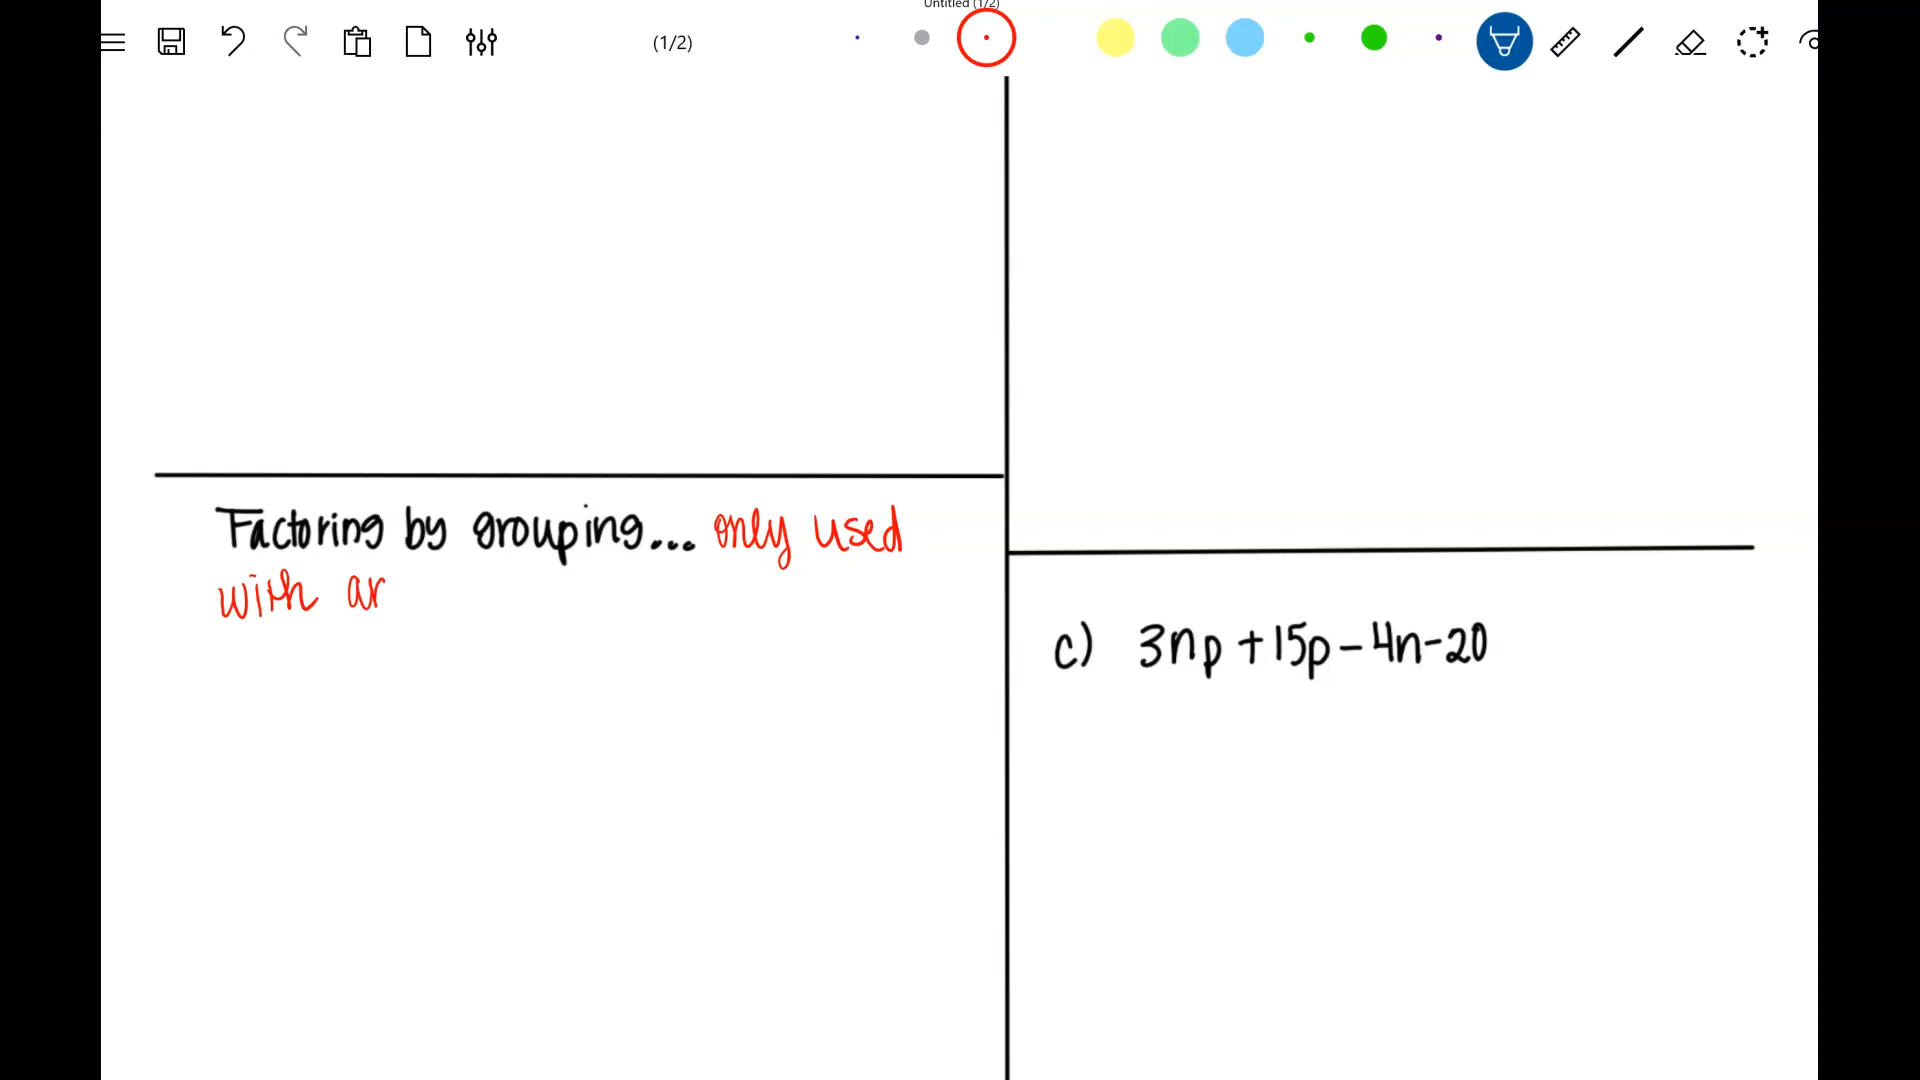 Untitled (1/2)
(1/2)
Factoring by grouping... only used
with ar
c) 3np + 15p - 4n - 20